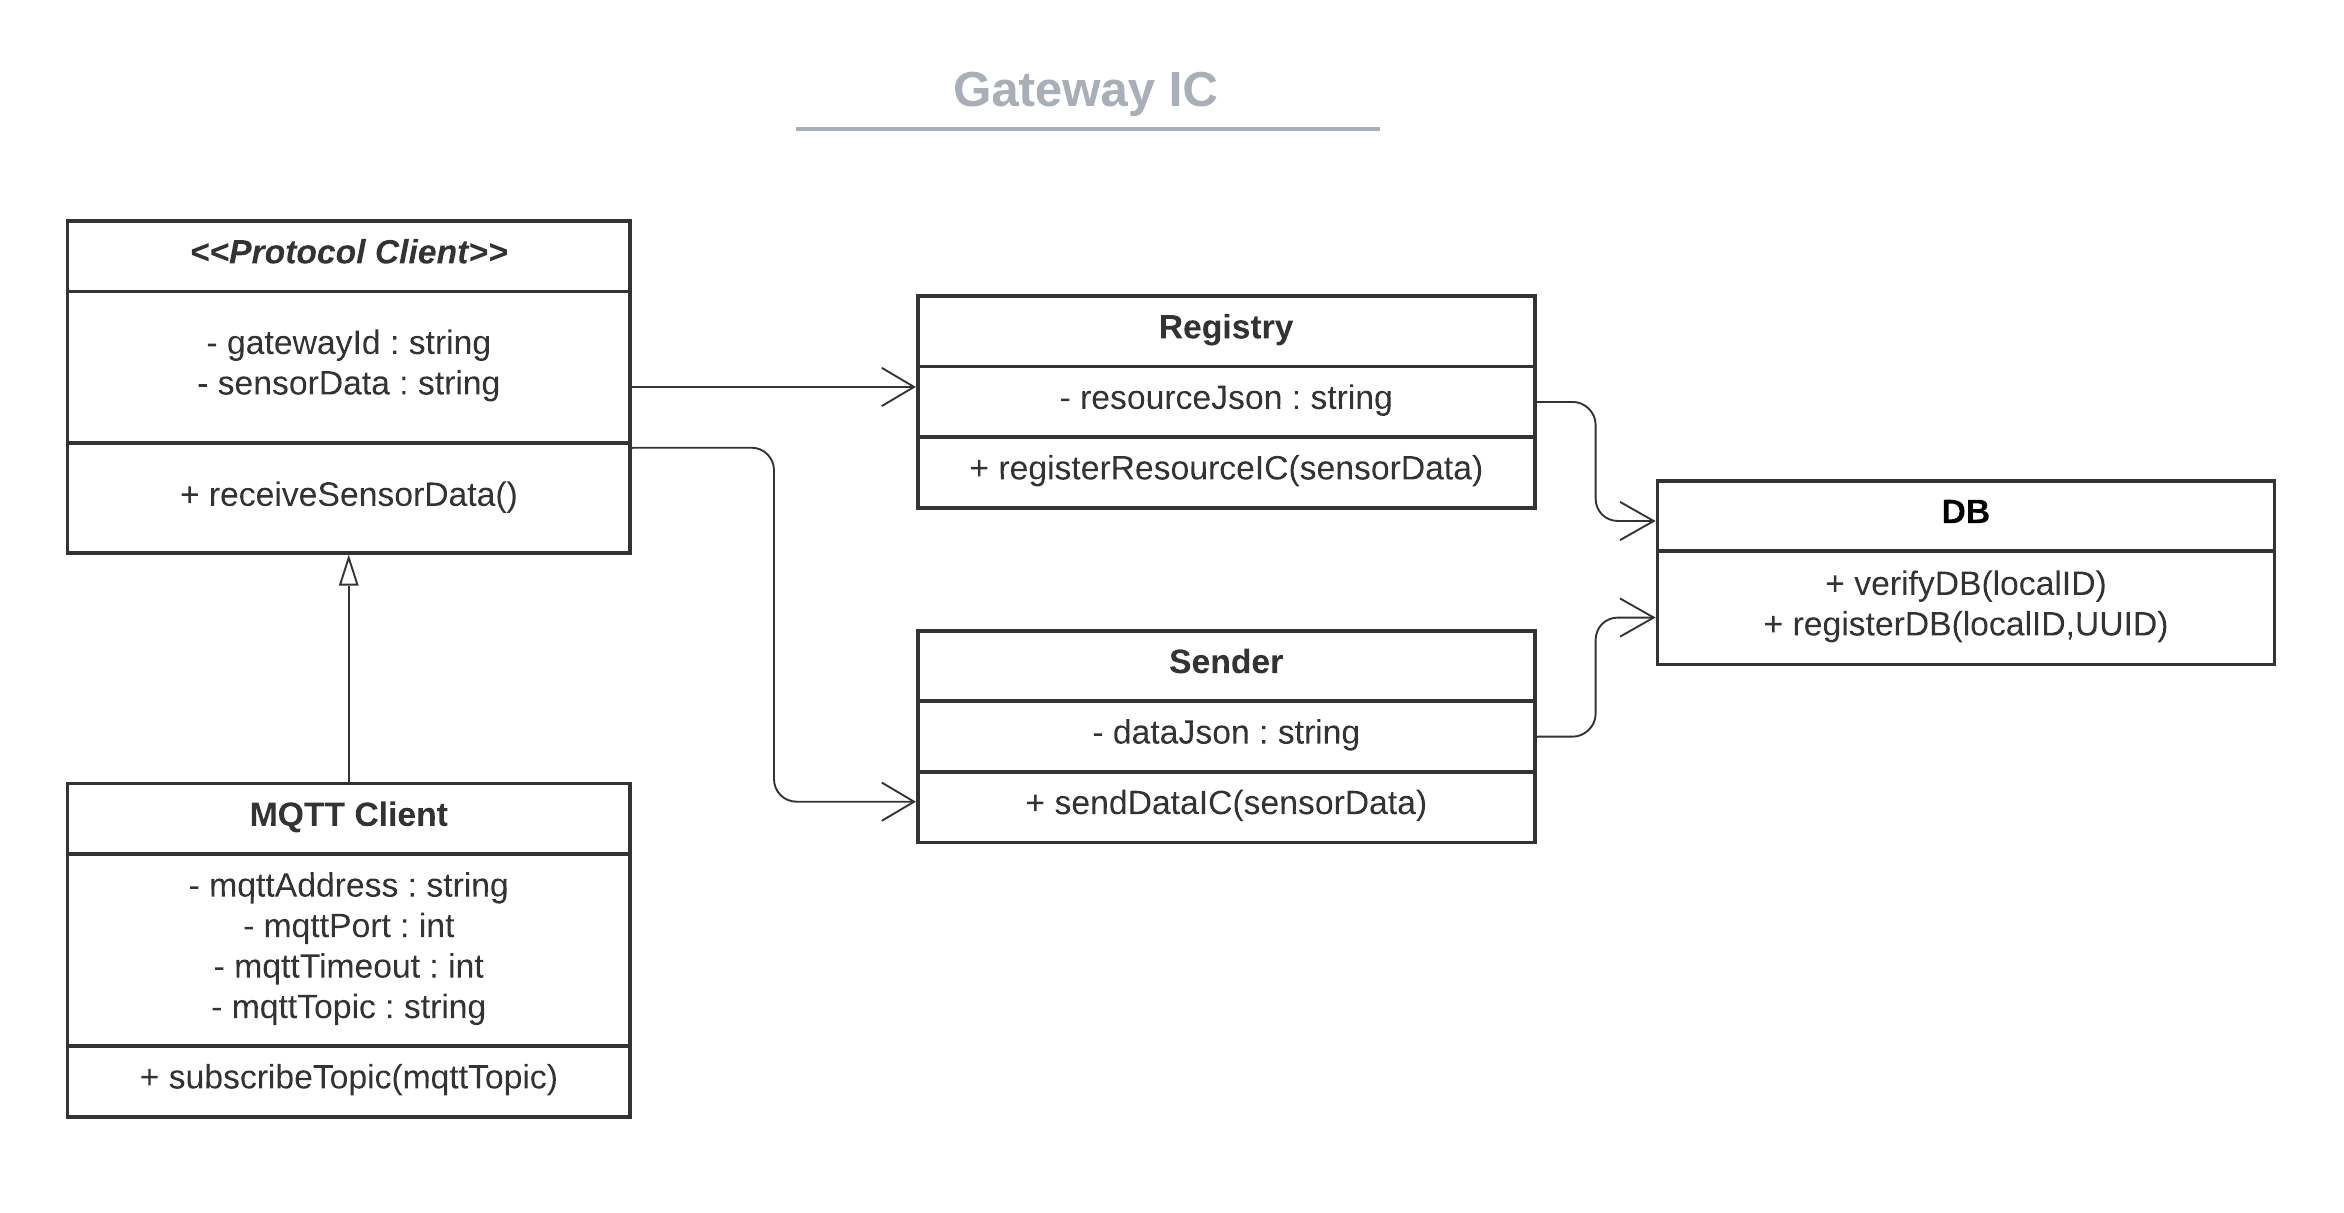 Gateway IC
<<Protocol Client>>
- gatewayId : string
- sensorData : string
+ receiveSensorData()
MQTT Client
- mqttAddress : string
- mqttPort : int
- mqttTimeout : int
- mqttTopic : string
+ subscribeTopic(mqttTopic)
Registry
- resourceJson : string
+ registerResourceIC(sensorData)
Sender
- dataJson : string
+ sendDataIC(sensorData)
DB
+ verifyDB(localID)
+ registerDB(localID,UUID)